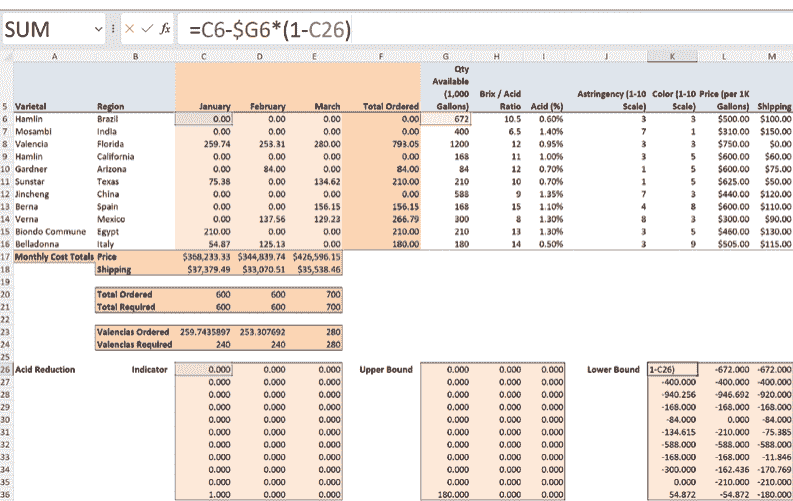 SUM fx =C6-$G6*(1-C26)
A B C D E F G H I J K L M
Qty
Available
(1,000 Brix / Acid Astringency (1-10 Color (1-10 Price (per 1K
5 Varietal Region January February March Total Ordered Gallons) Ratio Acid (%) Scale) Scale) Gallons) Shipping
6 Hamlin Brazil 0.00 0.00 0.00 0.00 672 10.5 0.60% 3 3 $500.00 $100.00
7 Mosambi India 0.00 0.00 0.00 0.00 400 6.5 1.40% 7 1 $310.00 $150.00
8 Valencia Florida 259.74 253.31 280.00 793.05 1200 12 0.95% 3 3 $750.00 $0.00
9 Hamlin California 0.00 0.00 0.00 0.00 168 11 1.00% 3 5 $600.00 $60.00
10 Gardner Arizona 0.00 84.00 0.00 84.00 84 12 0.70% 1 5 $600.00 $75.00
11 Sunstar Texas 75.38 0.00 134.62 210.00 210 10 0.70% 1 5 $625.00 $50.00
12 Jincheng China 0.00 0.00 0.00 0.00 588 9 1.35% 7 3 $440.00 $120.00
13 Berna Spain 0.00 0.00 156.15 156.15 168 15 1.10% 4 8 $600.00 $110.00
14 Verna Mexico 0.00 137.56 129.23 266.79 300 8 1.30% 8 3 $300.00 $90.00
15 Biondo Commune Egypt 210.00 0.00 0.00 210.00 210 13 1.30% 3 5 $460.00 $130.00
16 Belladonna Italy 54.87 125.13 0.00 180.00 180 14 0.50% 3 9 $505.00 $115.00
17 Monthly Cost Totals Price $368,233.33 $344,839.74 $426,596.15
18 Shipping $37,379.49 $33,070.51 $35,538.46
19
20 Total Ordered 600 600 700
21 Total Required 600 600 700
22
23 Valencias Ordered 259.7435897 253.307692 280
24 Valencias Required 240 240 280
25
26 Acid Reduction Indicator 0.000 0.000 0.000 Upper Bound 0.000 0.000 0.000 Lower Bound 1-C26) -672.000 -672.000
27 0.000 0.000 0.000 0.000 0.000 0.000 -400.000 -400.000 -400.000
28 0.000 0.000 0.000 0.000 0.000 0.000 -940.256 -946.692 -920.000
29 0.000 0.000 0.000 0.000 0.000 0.000 -168.000 -168.000 -168.000
30 0.000 0.000 0.000 0.000 0.000 0.000 -84.000 0.000 -84.000
31 0.000 0.000 0.000 0.000 0.000 0.000 -134.615 -210.000 -75.385
32 0.000 0.000 0.000 0.000 0.000 0.000 -588.000 -588.000 -588.000
33 0.000 0.000 0.000 0.000 0.000 0.000 -168.000 -168.000 -11.846
34 0.000 0.000 0.000 0.000 0.000 0.000 -300.000 -162.436 -170.769
35 0.000 0.000 0.000 0.000 0.000 0.000 0.000 -210.000 -210.000
36 1.000 0.000 0.000 180.000 0.000 0.000 54.872 -54.872 -180.000